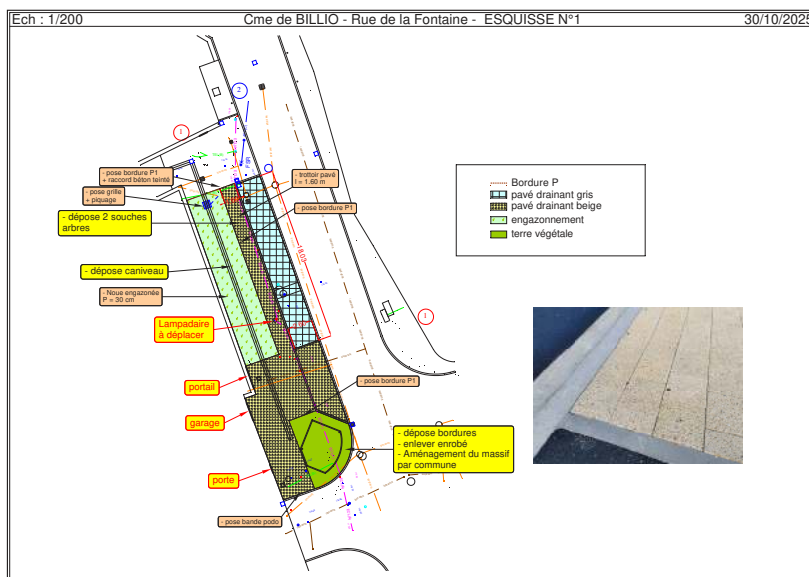 Ech : 1/200
Cme de BILLIO - Rue de la Fontaine - ESQUISSE N°1
30/10/2025
2
1
- pose bordure P1
+ raccord béton teinté
- trottoir pavé
l = 1.60 m
- pose grille
+ piquage
- pose bordure P1
- dépose 2 souches
arbres
- dépose caniveau
- Noue engazonée
P = 30 cm
Lampadaire
à déplacer
18.03
1
portail
- pose bordure P1
garage
- dépose bordures
- enlever enrobé
- Aménagement du massif
par commune
porte
- pose bande podo
Bordure P
pavé drainant gris
pavé drainant beige
engazonnement
terre végétale